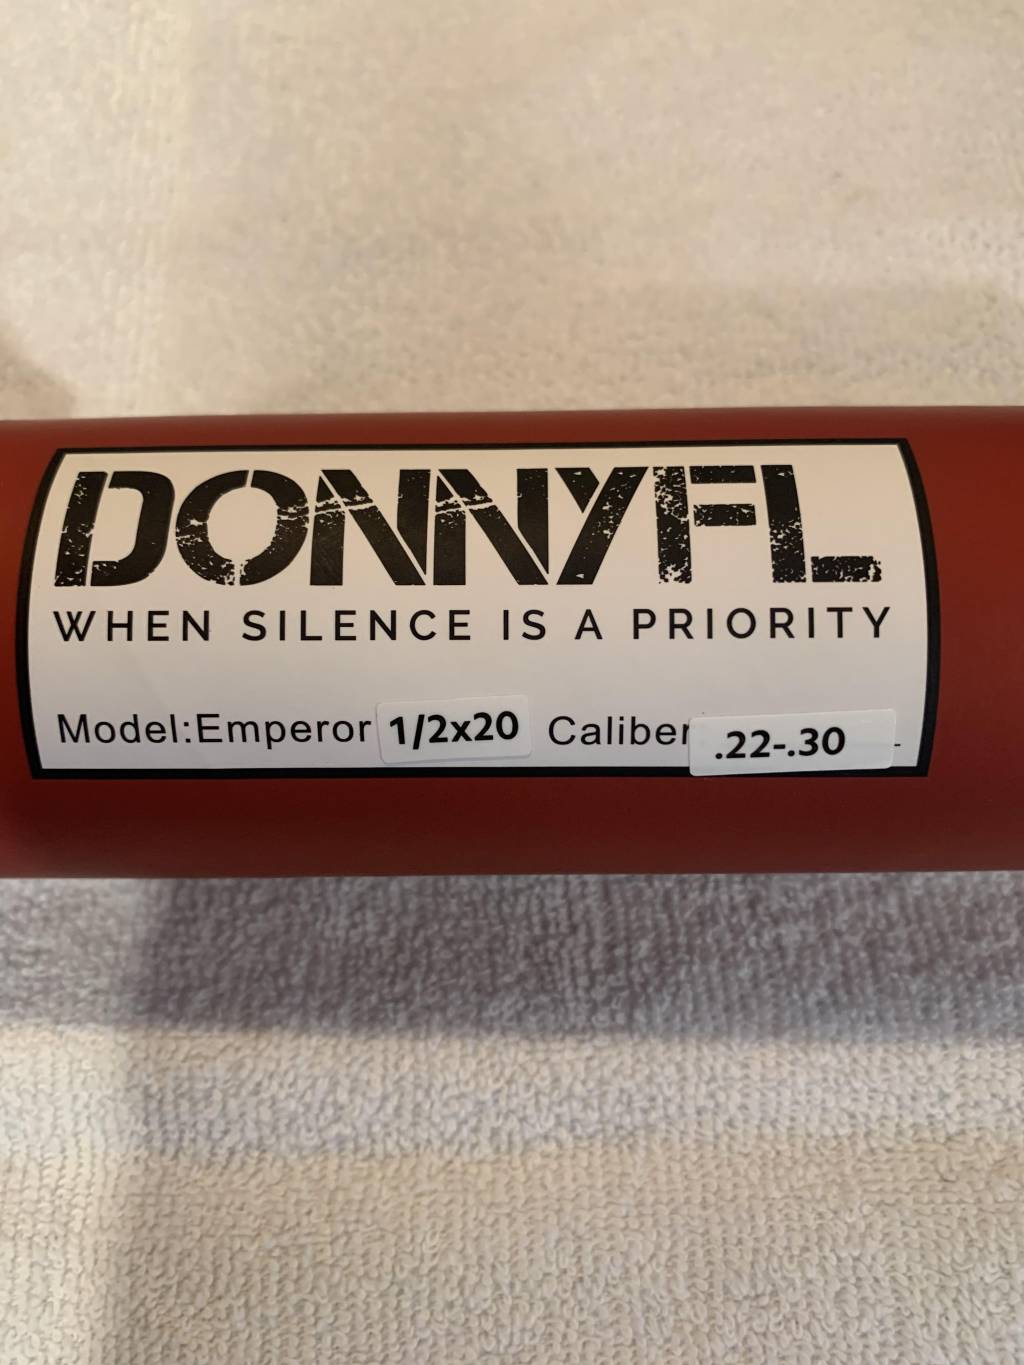 DONNYFL
WHEN SILENCE IS A PRIORITY
Model:Emperor 1/2x20 Caliber .22-.30